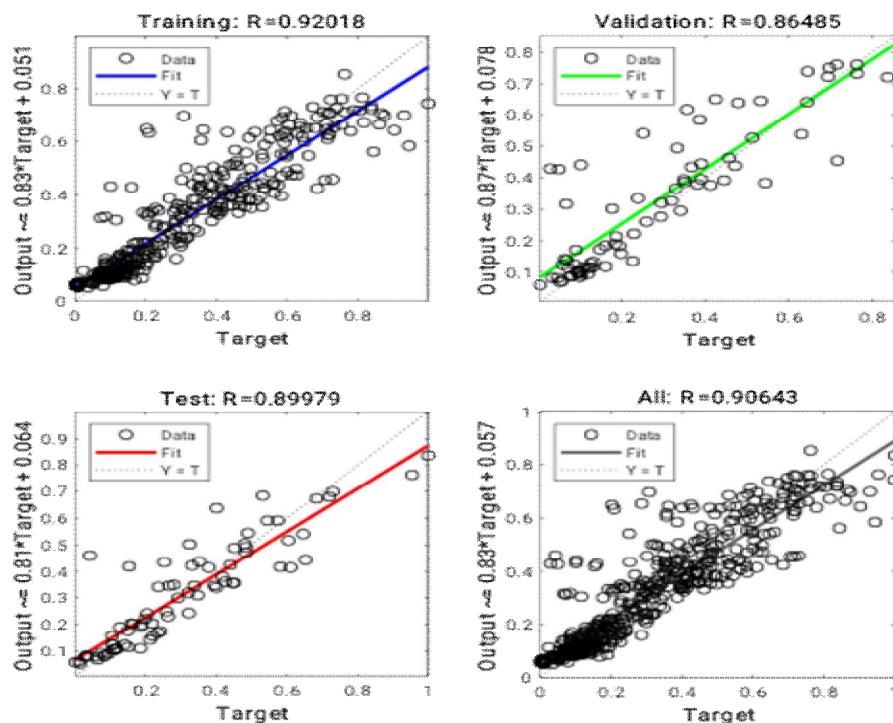 Training: R=0.92018
Output ~= 0.83*Target + 0.051
Data
Fit
Y = T
0.8
0.6
0.4
0.2
0
0.2
0.4
0.6
0.8
1
Target
Validation: R=0.86485
Output ~= 0.87*Target + 0.078
Data
Fit
Y = T
0.8
0.7
0.6
0.5
0.4
0.3
0.2
0.1
0.2
0.4
0.6
0.8
Target
Test: R=0.89979
Output ~= 0.81*Target + 0.064
Data
Fit
Y = T
0.9
0.8
0.7
0.6
0.5
0.4
0.3
0.2
0.1
0.2
0.4
0.6
0.8
1
Target
All: R=0.90643
Output ~= 0.83*Target + 0.057
Data
Fit
Y = T
1
0.8
0.6
0.4
0.2
0
0
0.2
0.4
0.6
0.8
Target